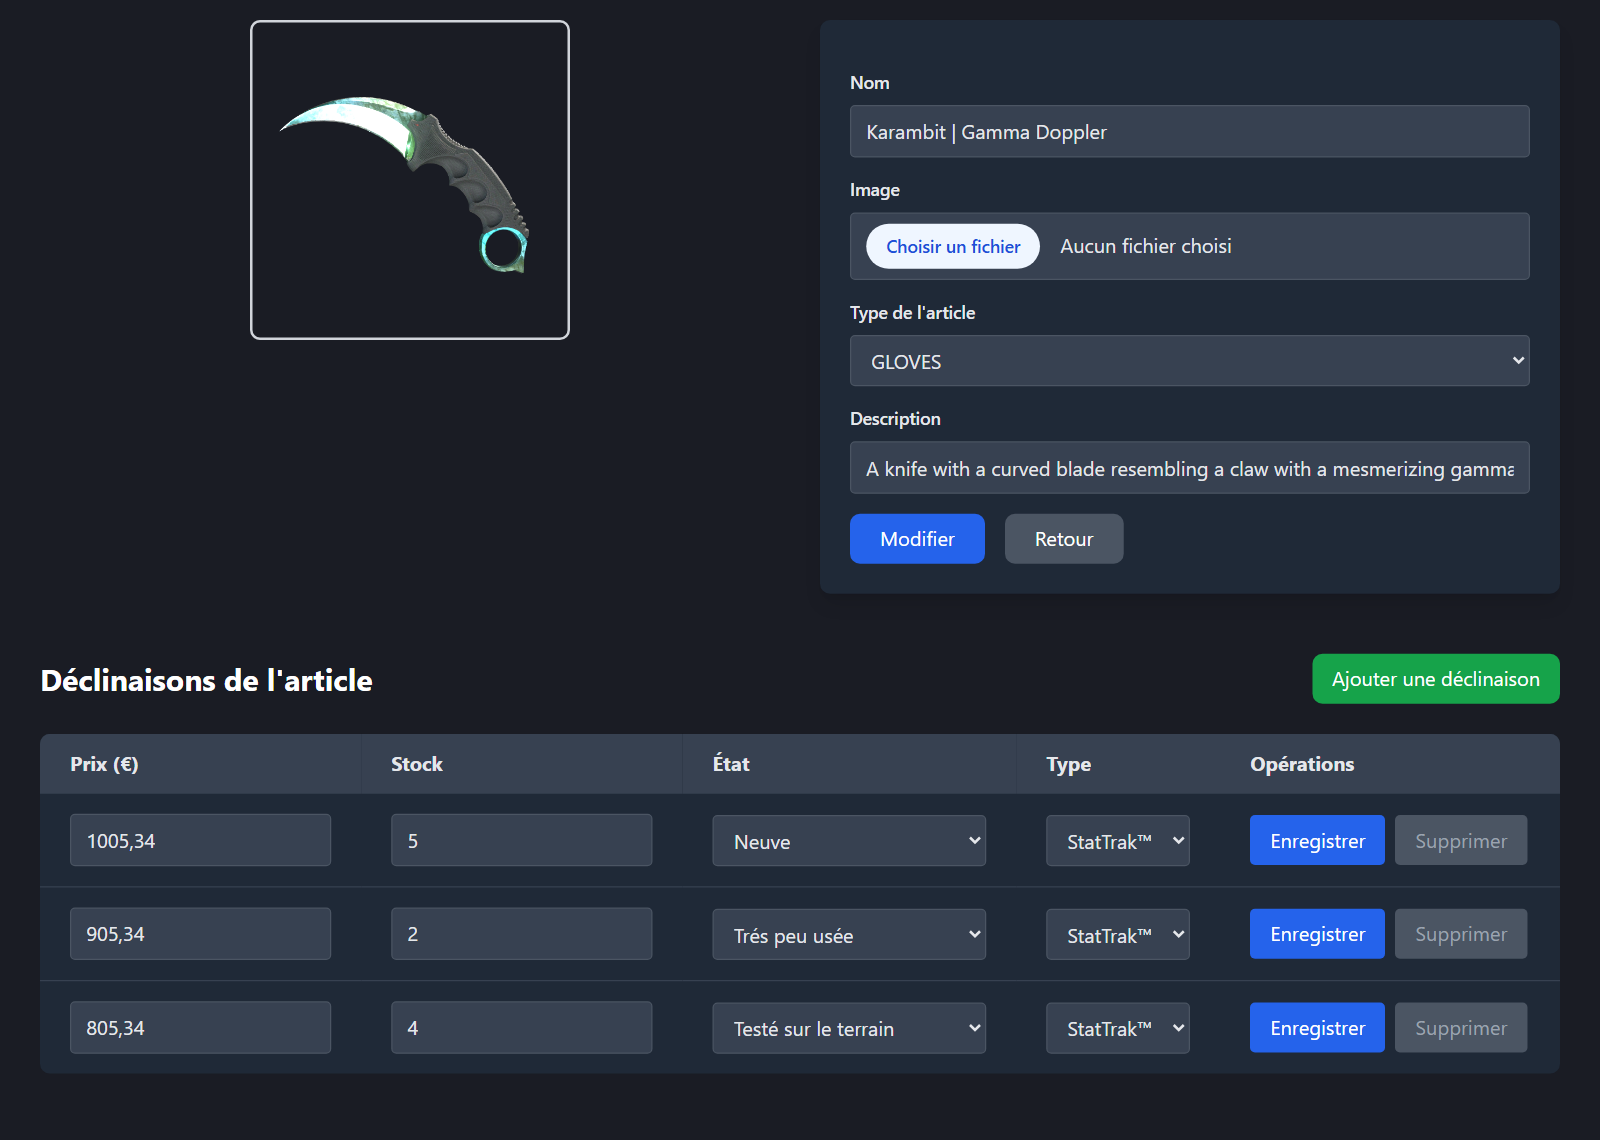 Nom
Karambit | Gamma Doppler
Image
Choisir un fichier Aucun fichier choisi
Type de l'article
GLOVES
Description
A knife with a curved blade resembling a claw with a mesmerizing gamma
Modifier Retour
Déclinaisons de l'article Ajouter une déclinaison
Prix (€) Stock État Type Opérations
1005,34 5 Neuve StatTrak™ Enregistrer Supprimer
905,34 2 Trés peu usée StatTrak™ Enregistrer Supprimer
805,34 4 Testé sur le terrain StatTrak™ Enregistrer Supprimer